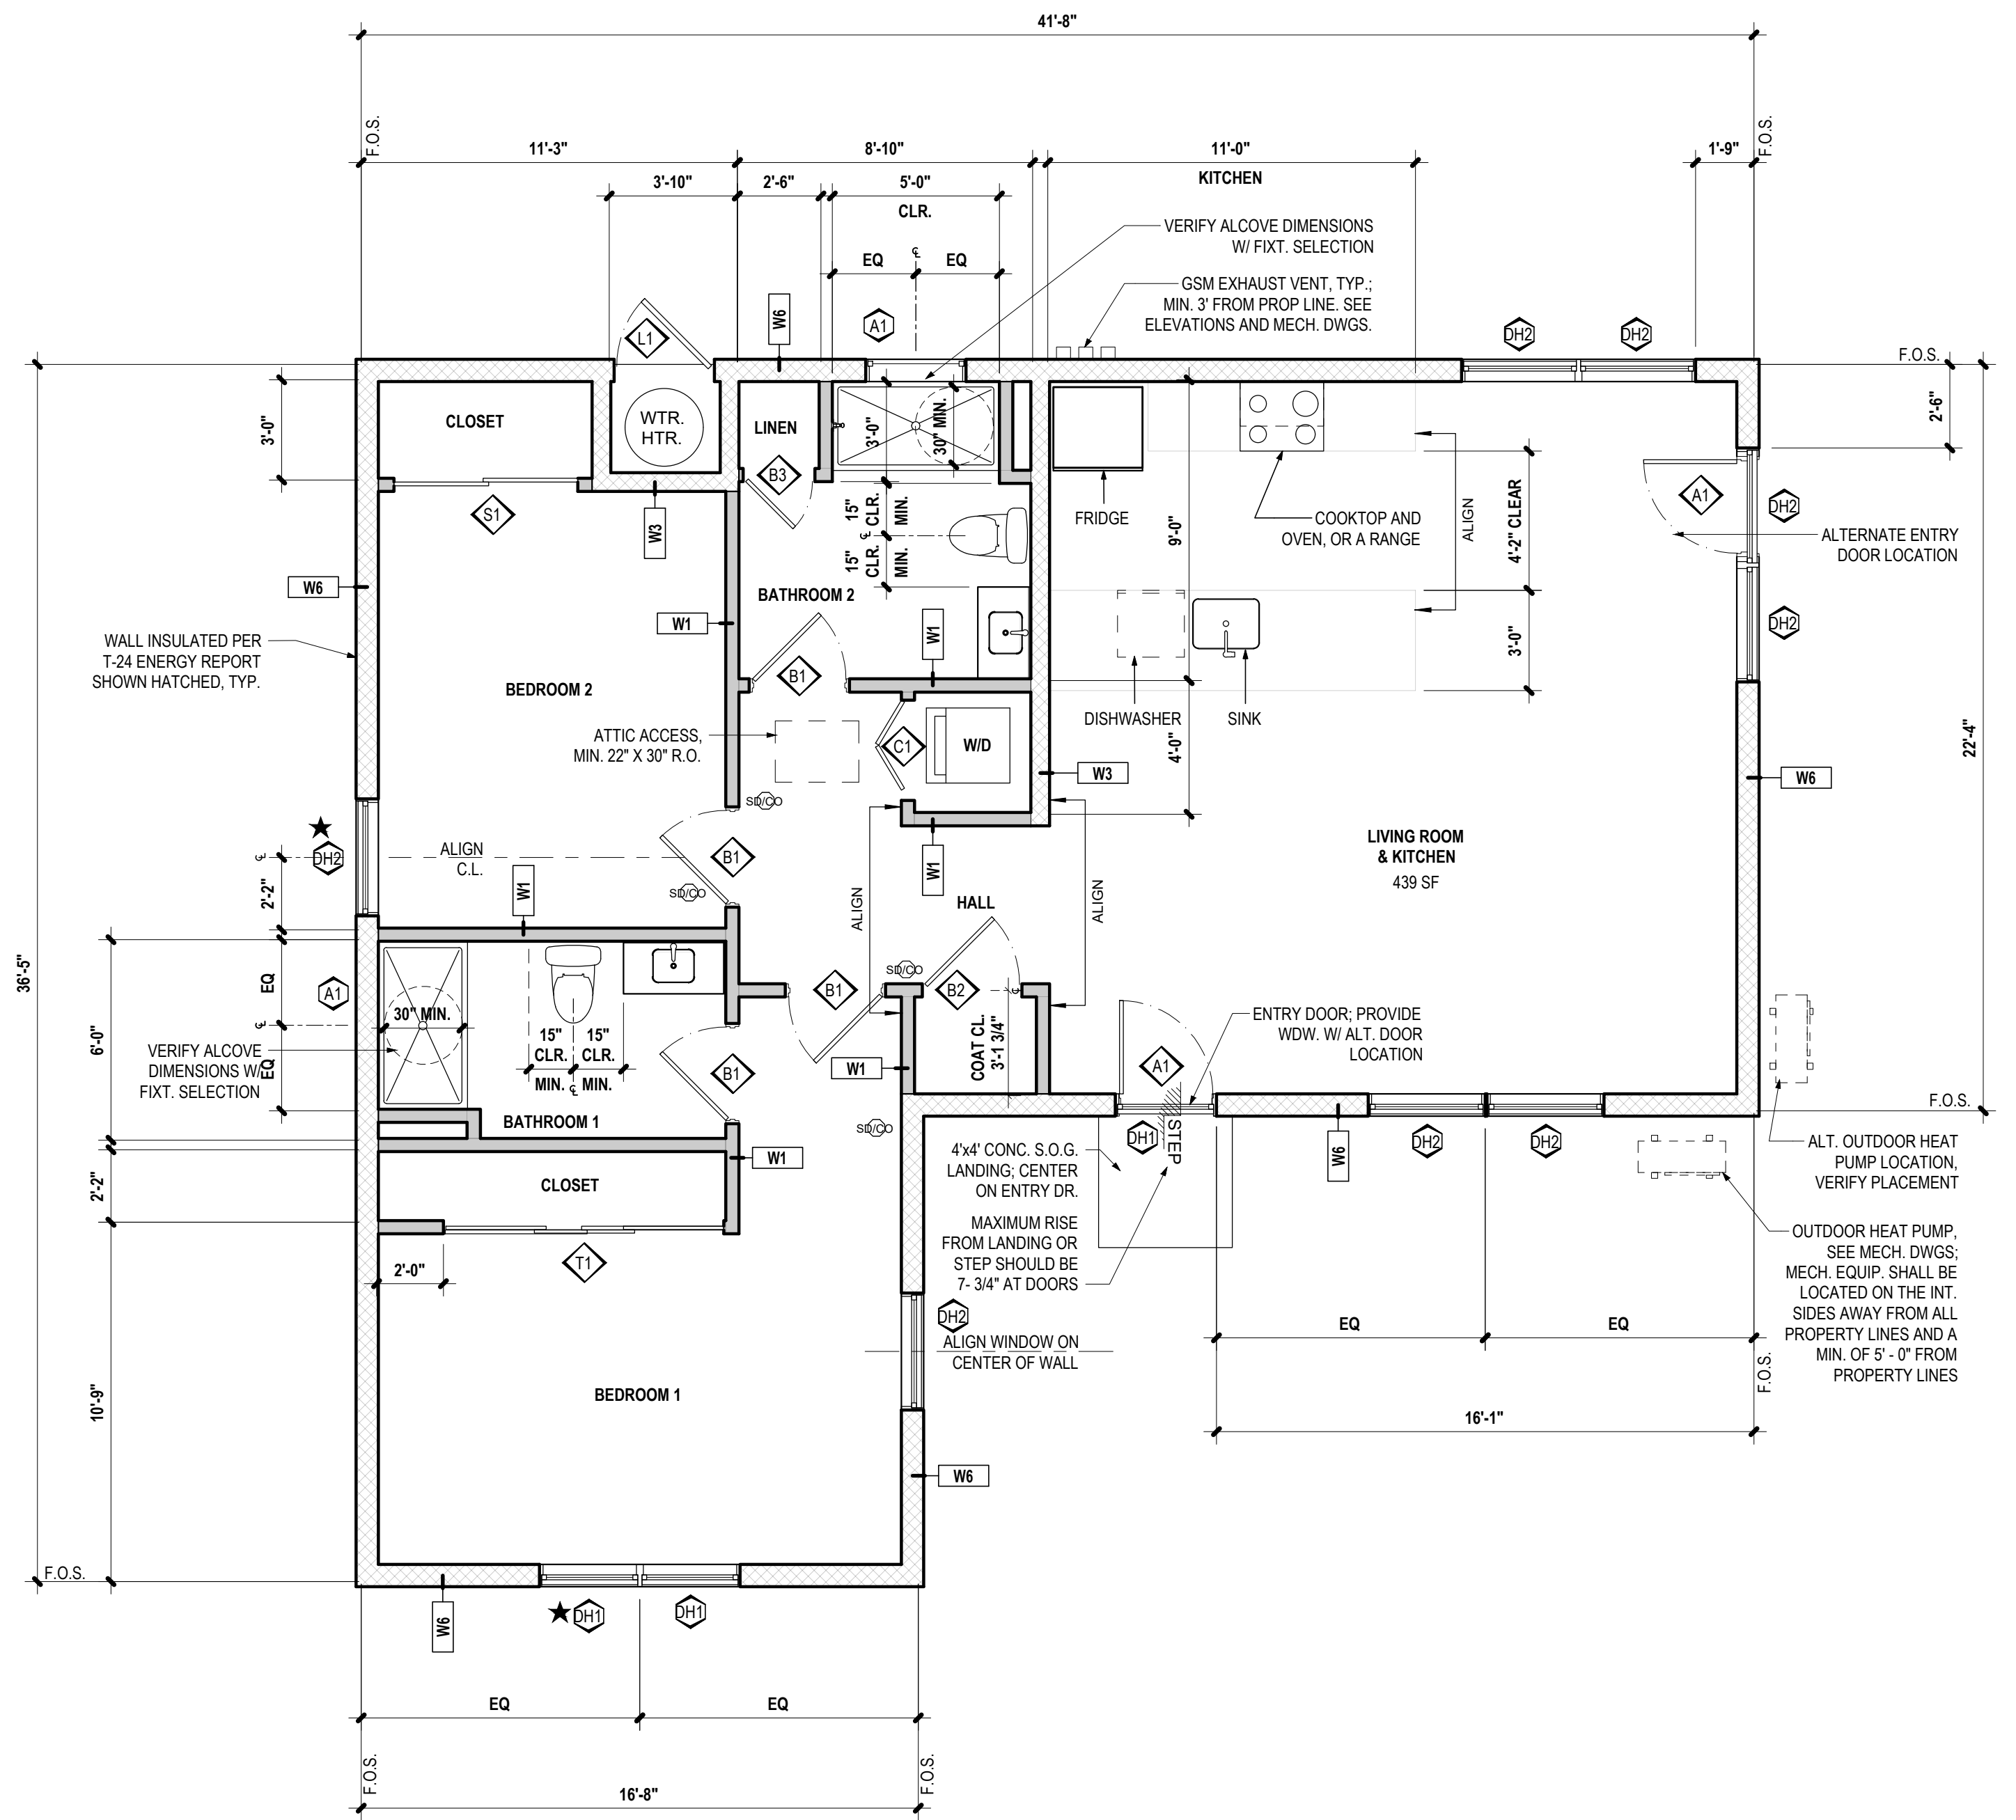 41'-8"
F.O.S.
F.O.S.
11'-3"
8'-10"
11'-0"
KITCHEN
1'-9"
3'-10"
2'-6"
5'-0"
CLR.
EQ
℄
EQ
VERIFY ALCOVE DIMENSIONS
W/ FIXT. SELECTION
GSM EXHAUST VENT, TYP.;
MIN. 3' FROM PROP LINE. SEE
ELEVATIONS AND MECH. DWGS.
L1
W6
A1
DH2
DH2
F.O.S.
3'-0"
CLOSET
WTR.
HTR.
LINEN
3'-0"
30" MIN.
2'-6"
B3
S1
W3
15"
CLR.
MIN.
℄
15"
CLR.
MIN.
FRIDGE
COOKTOP AND
OVEN, OR A RANGE
9'-0"
4'-2" CLEAR
ALIGN
A1
DH2
ALTERNATE ENTRY
DOOR LOCATION
W6
BATHROOM 2
W1
W1
DH2
WALL INSULATED PER
T-24 ENERGY REPORT
SHOWN HATCHED, TYP.
3'-0"
BEDROOM 2
B1
DISHWASHER
SINK
ATTIC ACCESS,
MIN. 22" X 30" R.O.
C1
W/D
4'-0"
W3
22'-4"
W6
SD/CO
LIVING ROOM
& KITCHEN
439 SF
DH2
℄
ALIGN
C.L.
B1
W1
2'-2"
W1
SD/CO
ALIGN
HALL
ALIGN
36'-5"
6'-0"
EQ
A1
℄
EQ
SD/CO
B1
B2
℄
30" MIN.
15"
CLR.
MIN.
℄
15"
CLR.
MIN.
VERIFY ALCOVE
DIMENSIONS W/
FIXT. SELECTION
B1
W1
COAT CL.
3'-1 3/4"
ENTRY DOOR; PROVIDE
WDW. W/ ALT. DOOR
LOCATION
A1
F.O.S.
BATHROOM 1
SD/CO
DH1
STEP
W6
DH2
DH2
W1
4'x4' CONC. S.O.G.
LANDING; CENTER
ON ENTRY DR.
ALT. OUTDOOR HEAT
PUMP LOCATION,
VERIFY PLACEMENT
2'-2"
CLOSET
MAXIMUM RISE
FROM LANDING OR
STEP SHOULD BE
7- 3/4" AT DOORS
OUTDOOR HEAT PUMP,
SEE MECH. DWGS;
MECH. EQUIP. SHALL BE
LOCATED ON THE INT.
SIDES AWAY FROM ALL
PROPERTY LINES AND A
MIN. OF 5' - 0" FROM
PROPERTY LINES
2'-0"
T1
DH2
ALIGN WINDOW ON
CENTER OF WALL
EQ
EQ
F.O.S.
10'-9"
BEDROOM 1
16'-1"
W6
F.O.S.
W6
DH1
DH1
EQ
EQ
F.O.S.
F.O.S.
16'-8"